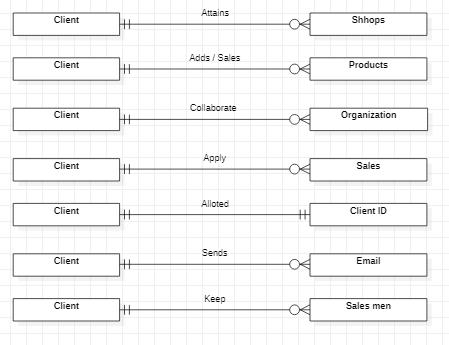 Client Attains Shhops
Client Adds / Sales Products
Client Collaborate Organization
Client Apply Sales
Client Alloted Client ID
Client Sends Email
Client Keep Sales men